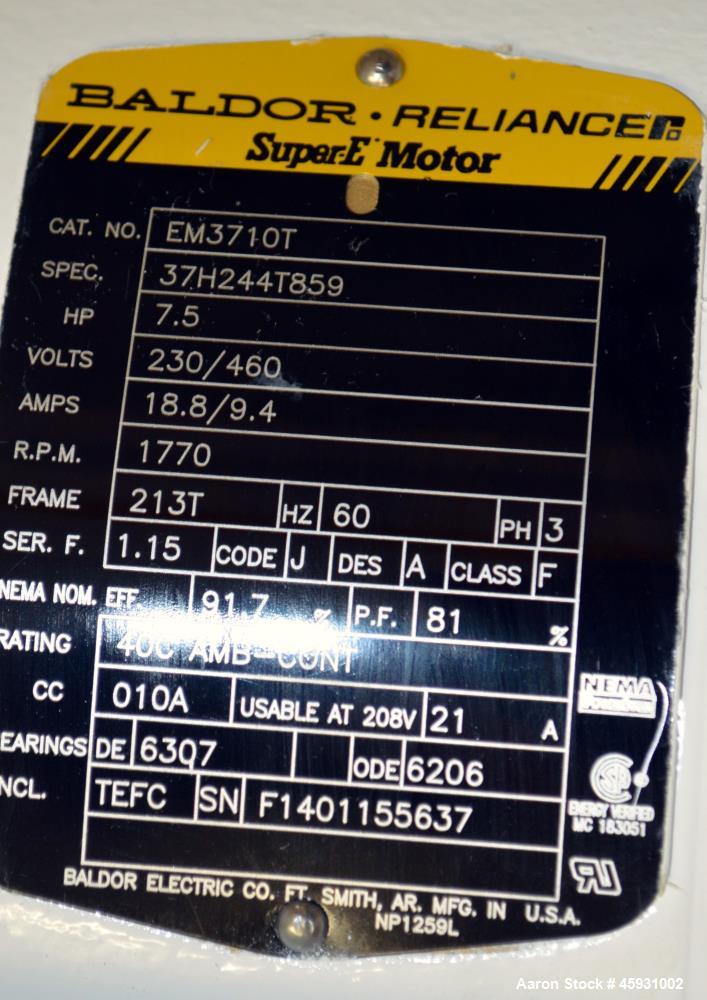 BALDOR • RELIANCE
Super-E Motor
CAT. NO. EM3710T
SPEC. 37H244T859
HP 7.5
VOLTS 230/460
AMPS 18.8/9.4
R.P.M. 1770
FRAME 213T HZ 60 PH 3
SER. F. 1.15 CODE J DES A CLASS F
NEMA NOM. EFF. 91.7 % P.F. 81 %
RATING 40C AMB-CONT
CC 010A USABLE AT 208V 21 A
EARINGS DE 6307 ODE 6206
NCL. TEFC SN F1401155637
NEMA
ENERGY VERIFIED
MC 183051
BALDOR ELECTRIC CO. FT. SMITH, AR. MFG. IN U.S.A.
NP1259L
Aaron Stock # 45931002